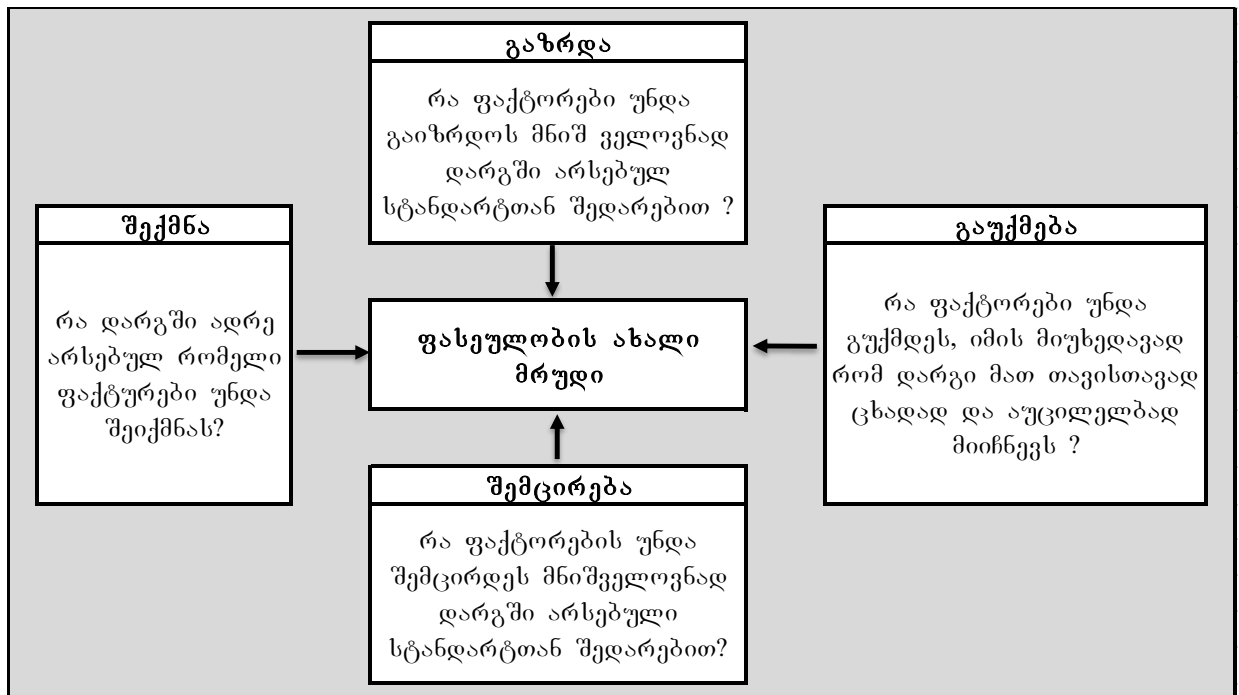 გაზრდა
რა ფაქტორები უნდა
გაიზრდოს მნიშ ველოვნად
დარგში არსებულ
სტანდარტთან შედარებით ?
შექმნა
რა დარგში ადრე
არსებულ რომელი
ფაქტურები უნდა
შეიქმნას?
ფასეულობის ახალი
მრუდი
გაუქმება
რა ფაქტორები უნდა
გუქმდეს, იმის მიუხედავად
რომ დარგი მათ თავისთავად
ცხადად და აუცილელბად
მიიჩნევს ?
შემცირება
რა ფაქტორების უნდა
შემცირდეს მნიშველოვნად
დარგში არსებული
სტანდარტთან შედარებით?